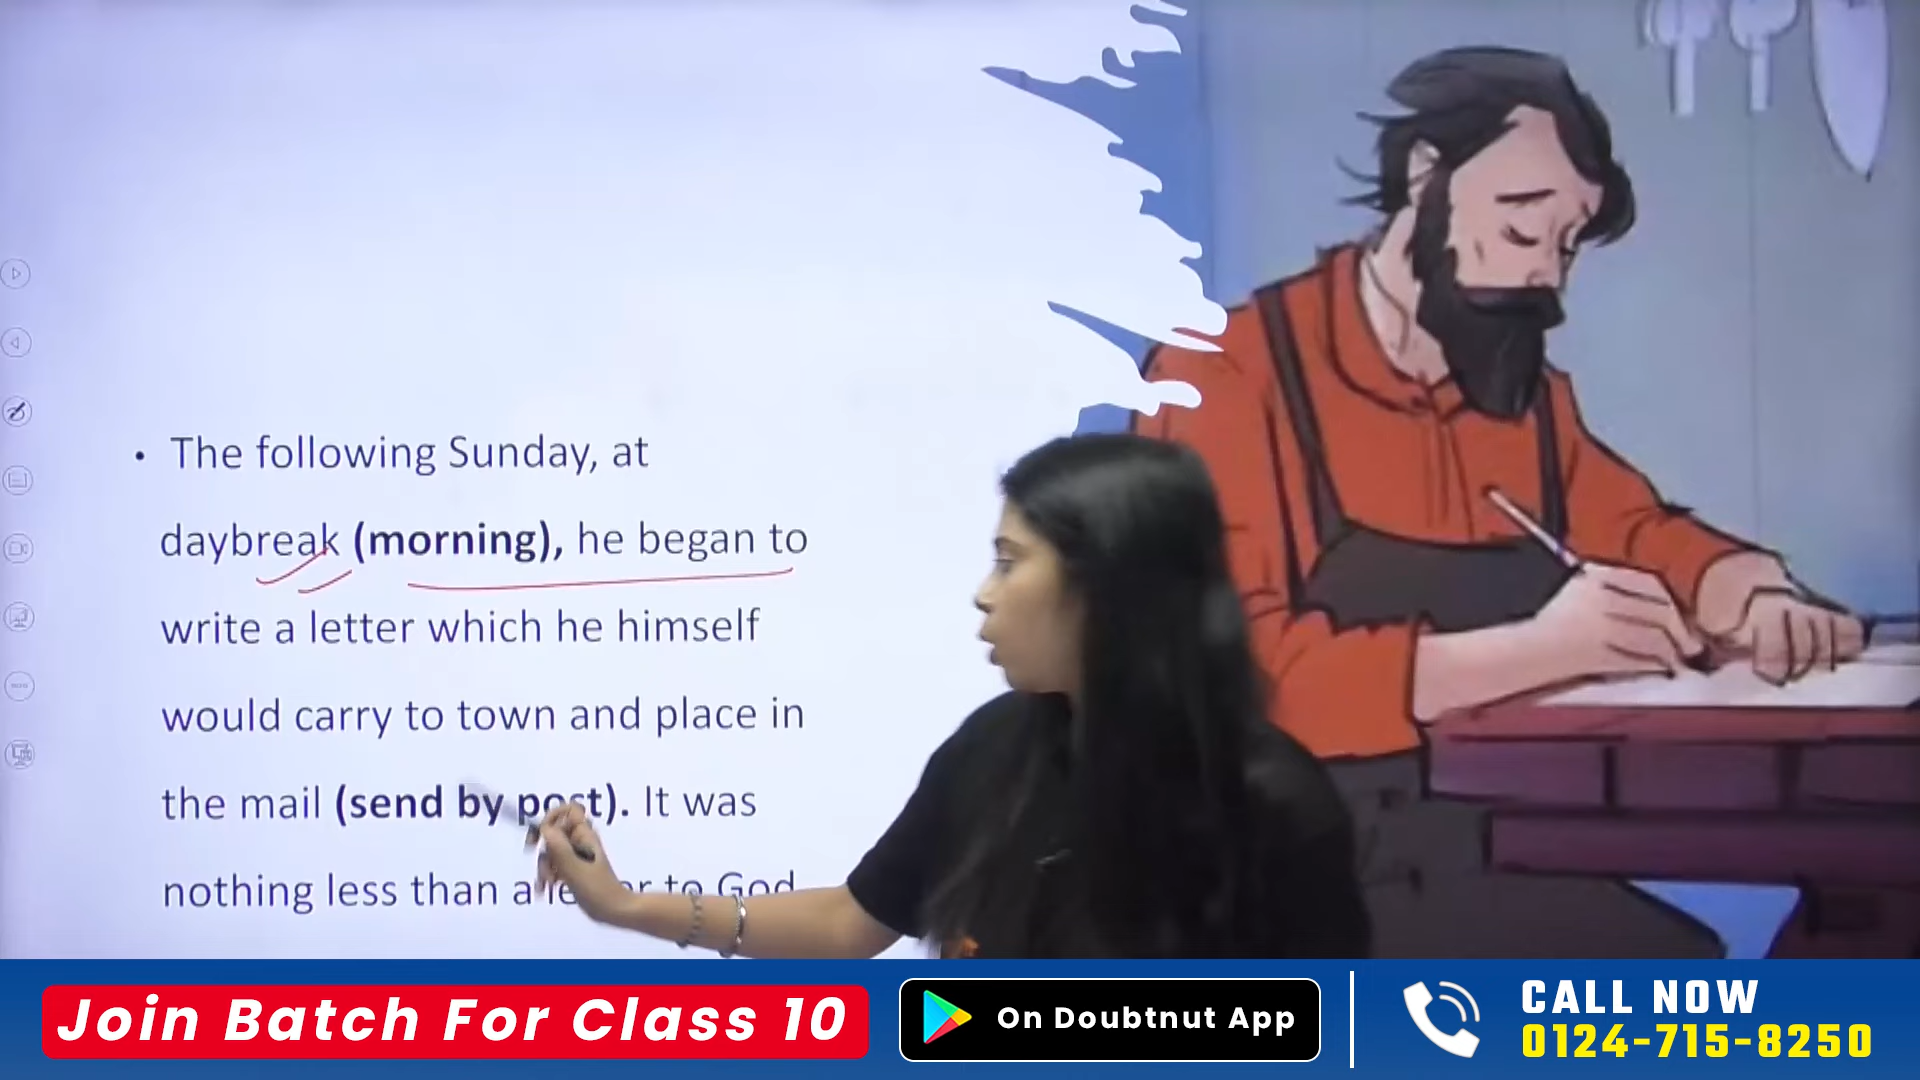 • The following Sunday, at
daybreak (morning), he began to
write a letter which he himself
would carry to town and place in
the mail (send by post). It was
nothing less than a to God
Join Batch For Class 10
On Doubtnut App
CALL NOW
0124-715-8250